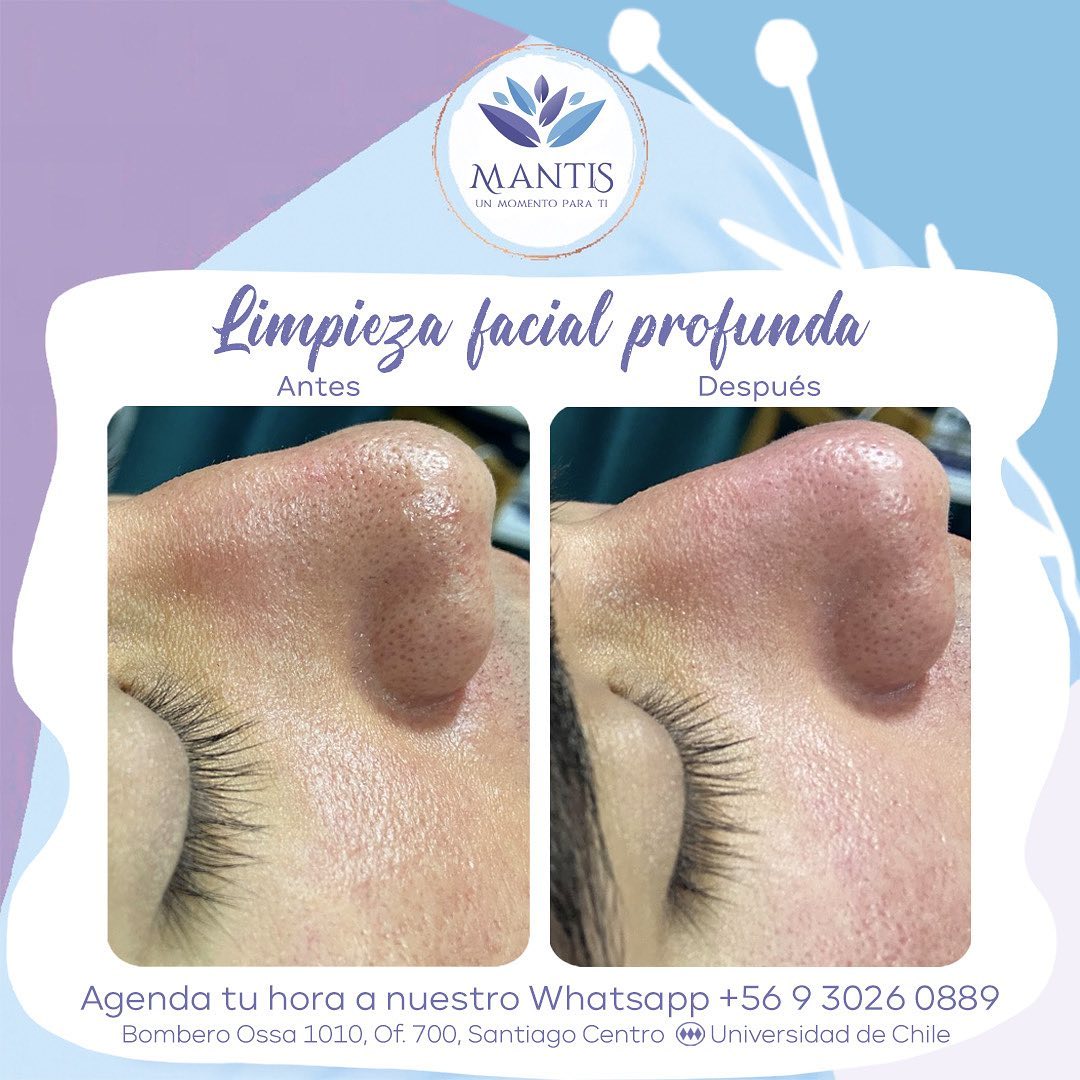 MANTIS
UN MOMENTO PARA TI
Limpieza facial profunda
Antes
Después
Agenda tu hora a nuestro Whatsapp +56 9 3026 0889
Bombero Ossa 1010, Of. 700, Santiago Centro Universidad de Chile